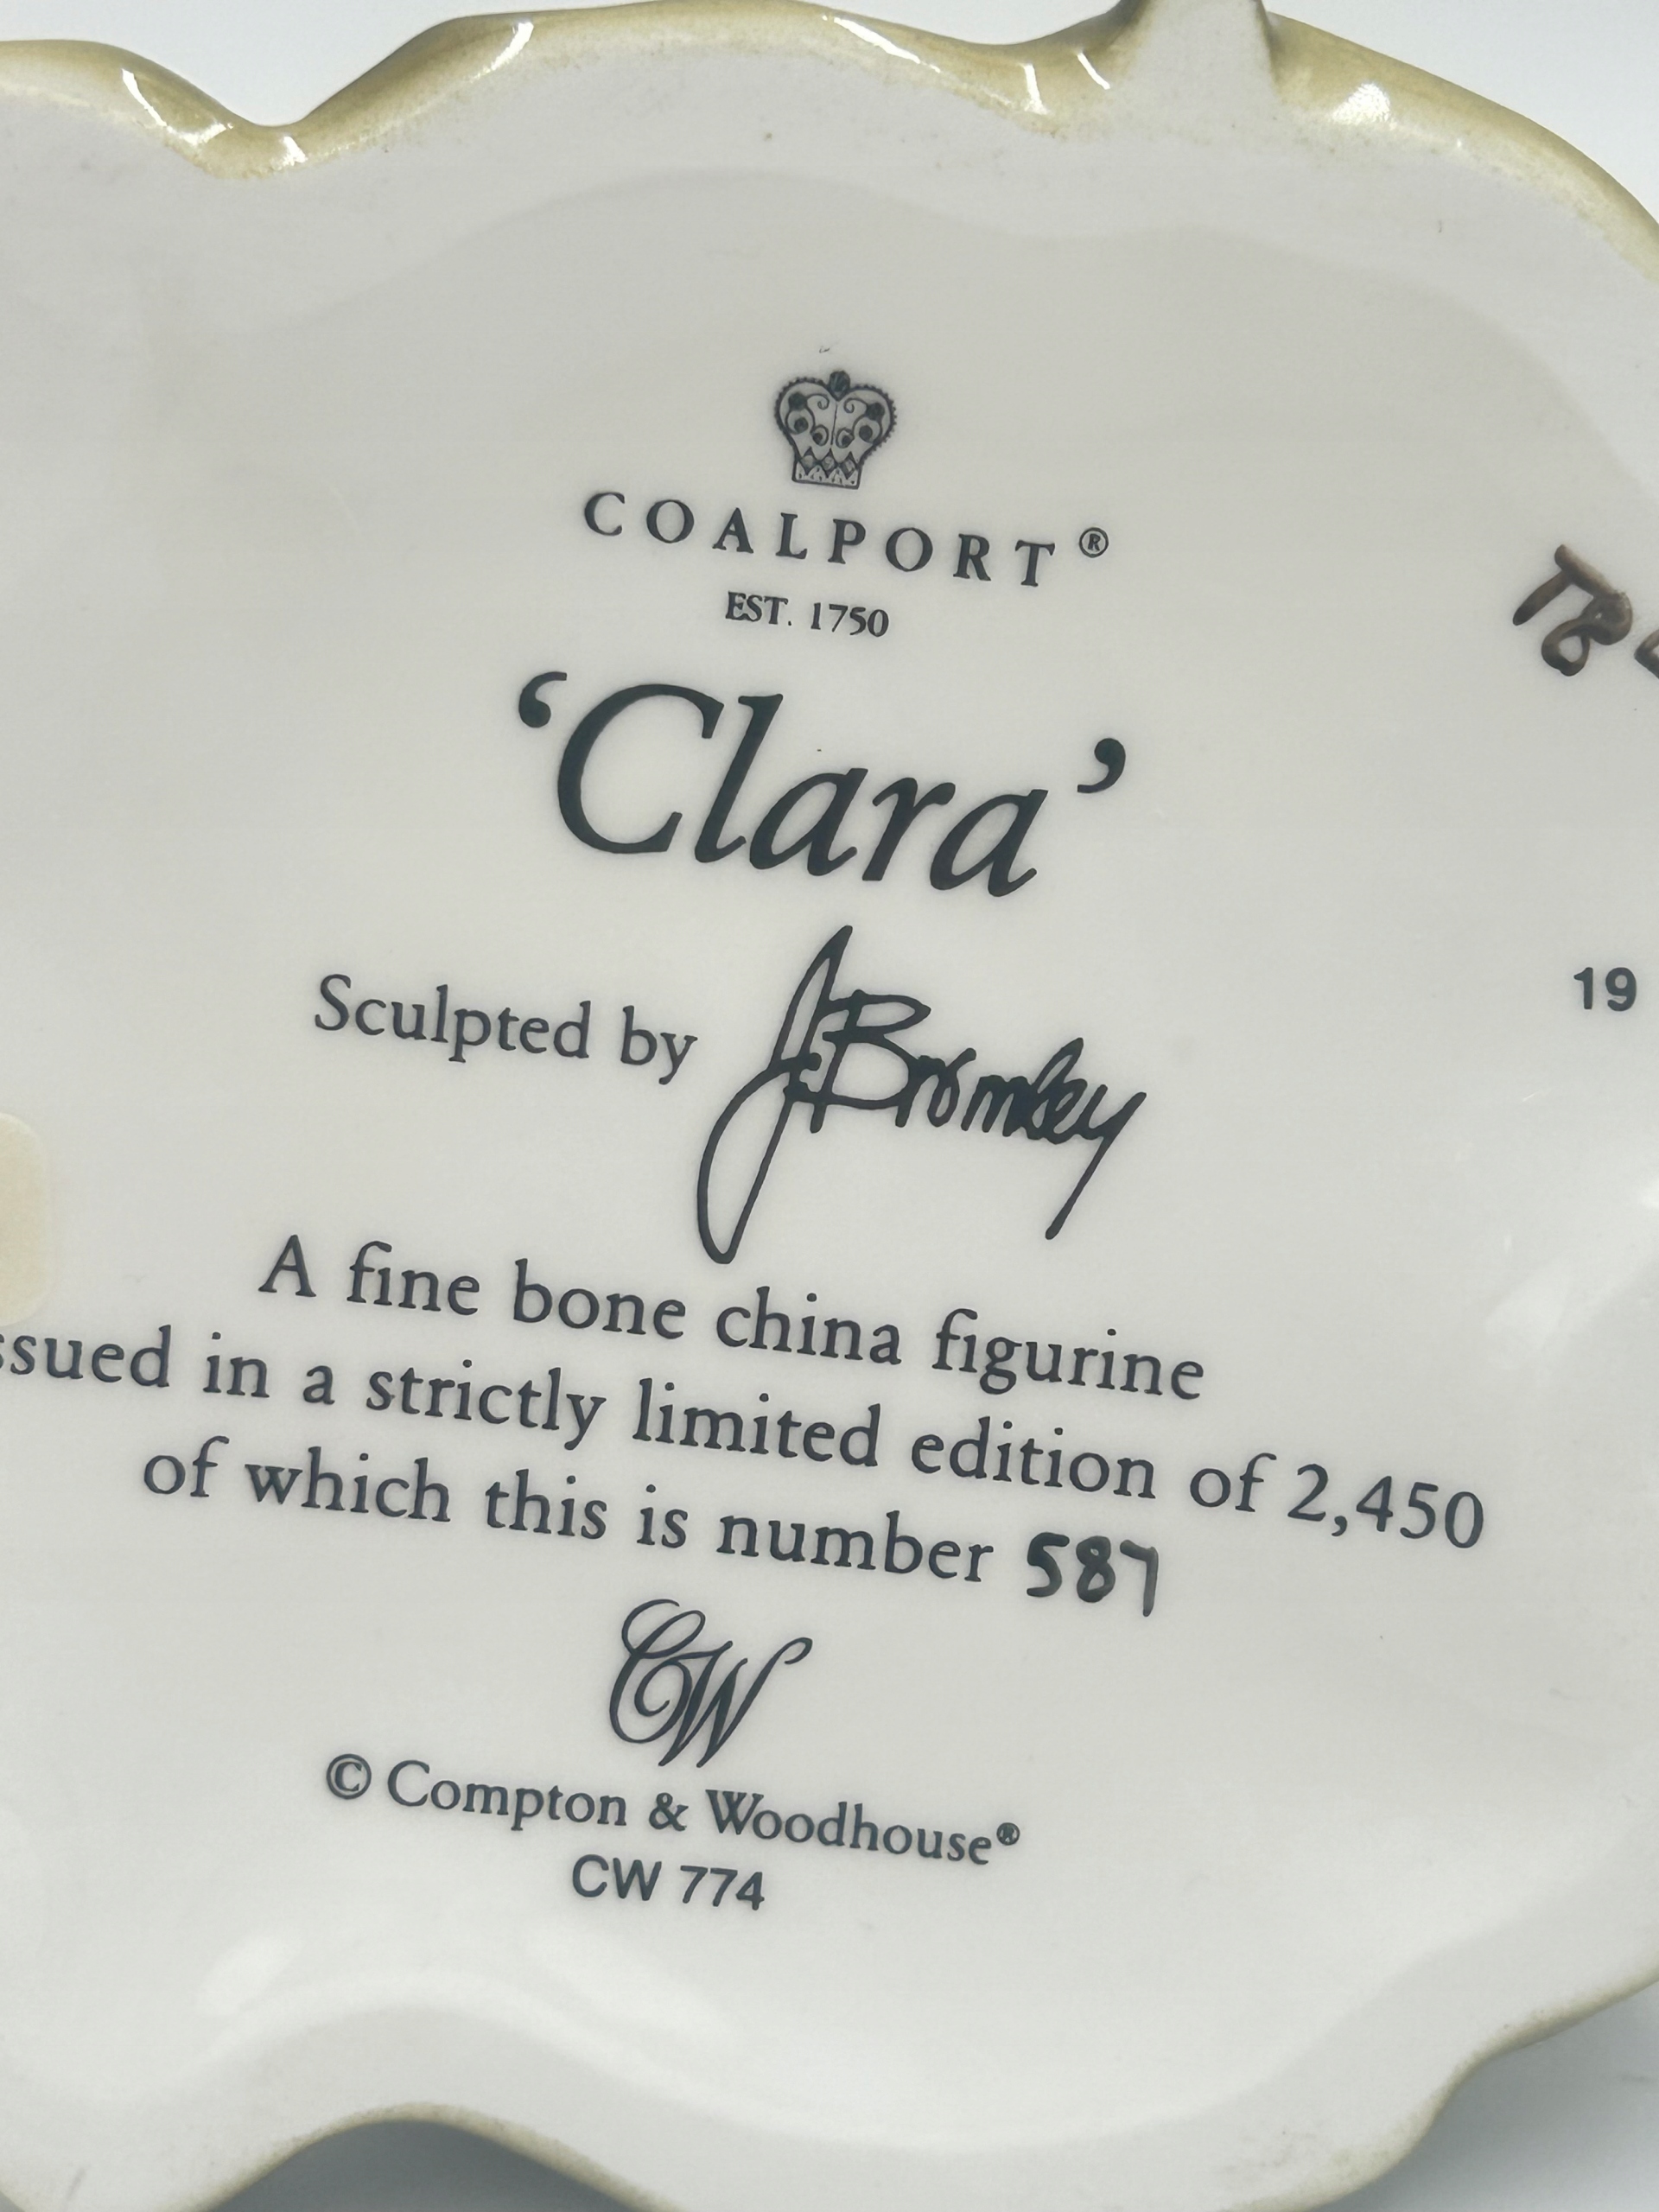 COALPORT®
EST. 1750
'Clara'
T8
Sculpted by J. Bromley
19
A fine bone china figurine
ssued in a strictly limited edition of 2,450
of which this is number 587
CW
© Compton & Woodhouse®
CW 774